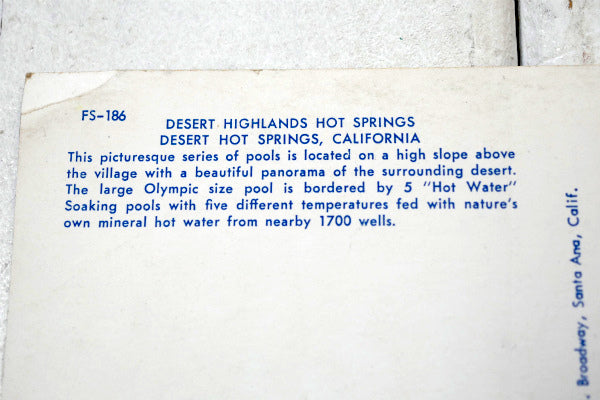 FS-186
DESERT HIGHLANDS HOT SPRINGS
DESERT HOT SPRINGS, CALIFORNIA
This picturesque series of pools is located on a high slope above
the village with a beautiful panorama of the surrounding desert.
The large Olympic size pool is bordered by 5 "Hot Water"
Soaking pools with five different temperatures fed with nature's
own mineral hot water from nearby 1700 wells.
Broadway, Santa Ana, Calif.